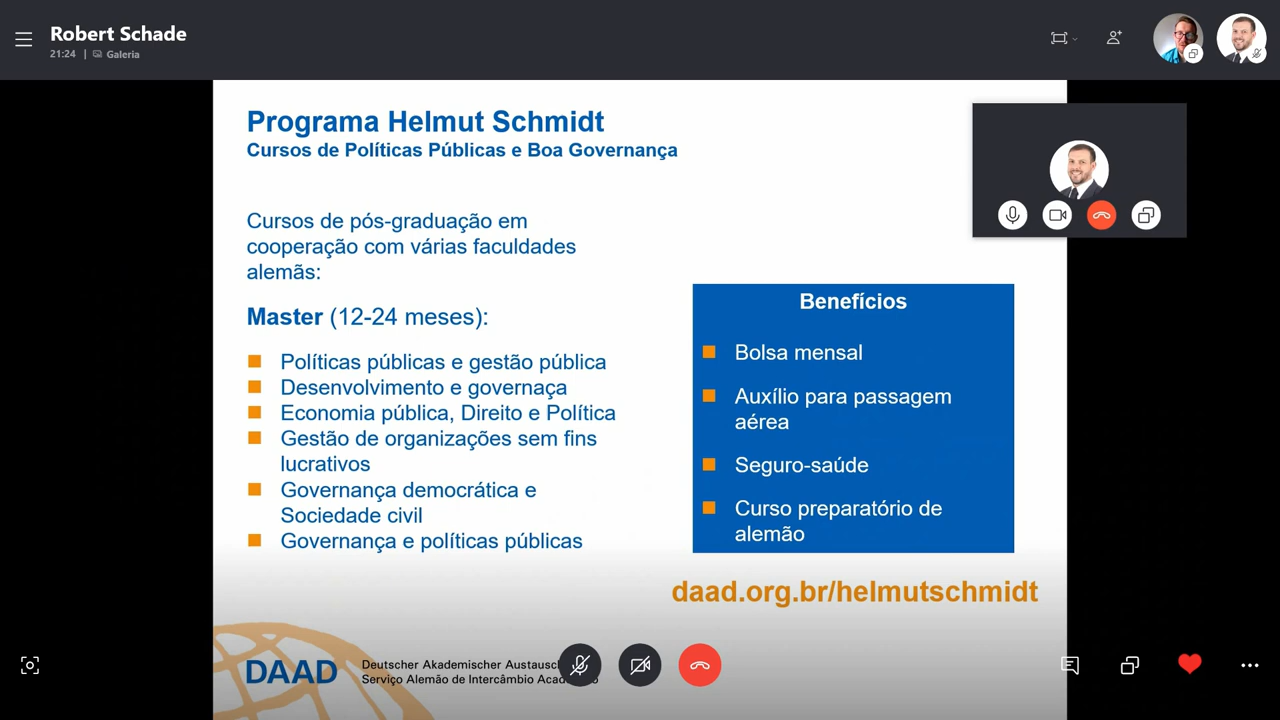 Robert Schade
21:24 | Galeria
Programa Helmut Schmidt
Cursos de Políticas Públicas e Boa Governança
Cursos de pós-graduação em
cooperação com várias faculdades
alemãs:
Master (12-24 meses):
Políticas públicas e gestão pública
Desenvolvimento e governaça
Economia pública, Direito e Política
Gestão de organizações sem fins
lucrativos
Governança democrática e
Sociedade civil
Governança e políticas públicas
Benefícios
Bolsa mensal
Auxílio para passagem
aérea
Seguro-saúde
Curso preparatório de
alemão
daad.org.br/helmutschmidt
DAAD
Deutscher Akademischer
Serviço Alemão de Intercâmbio